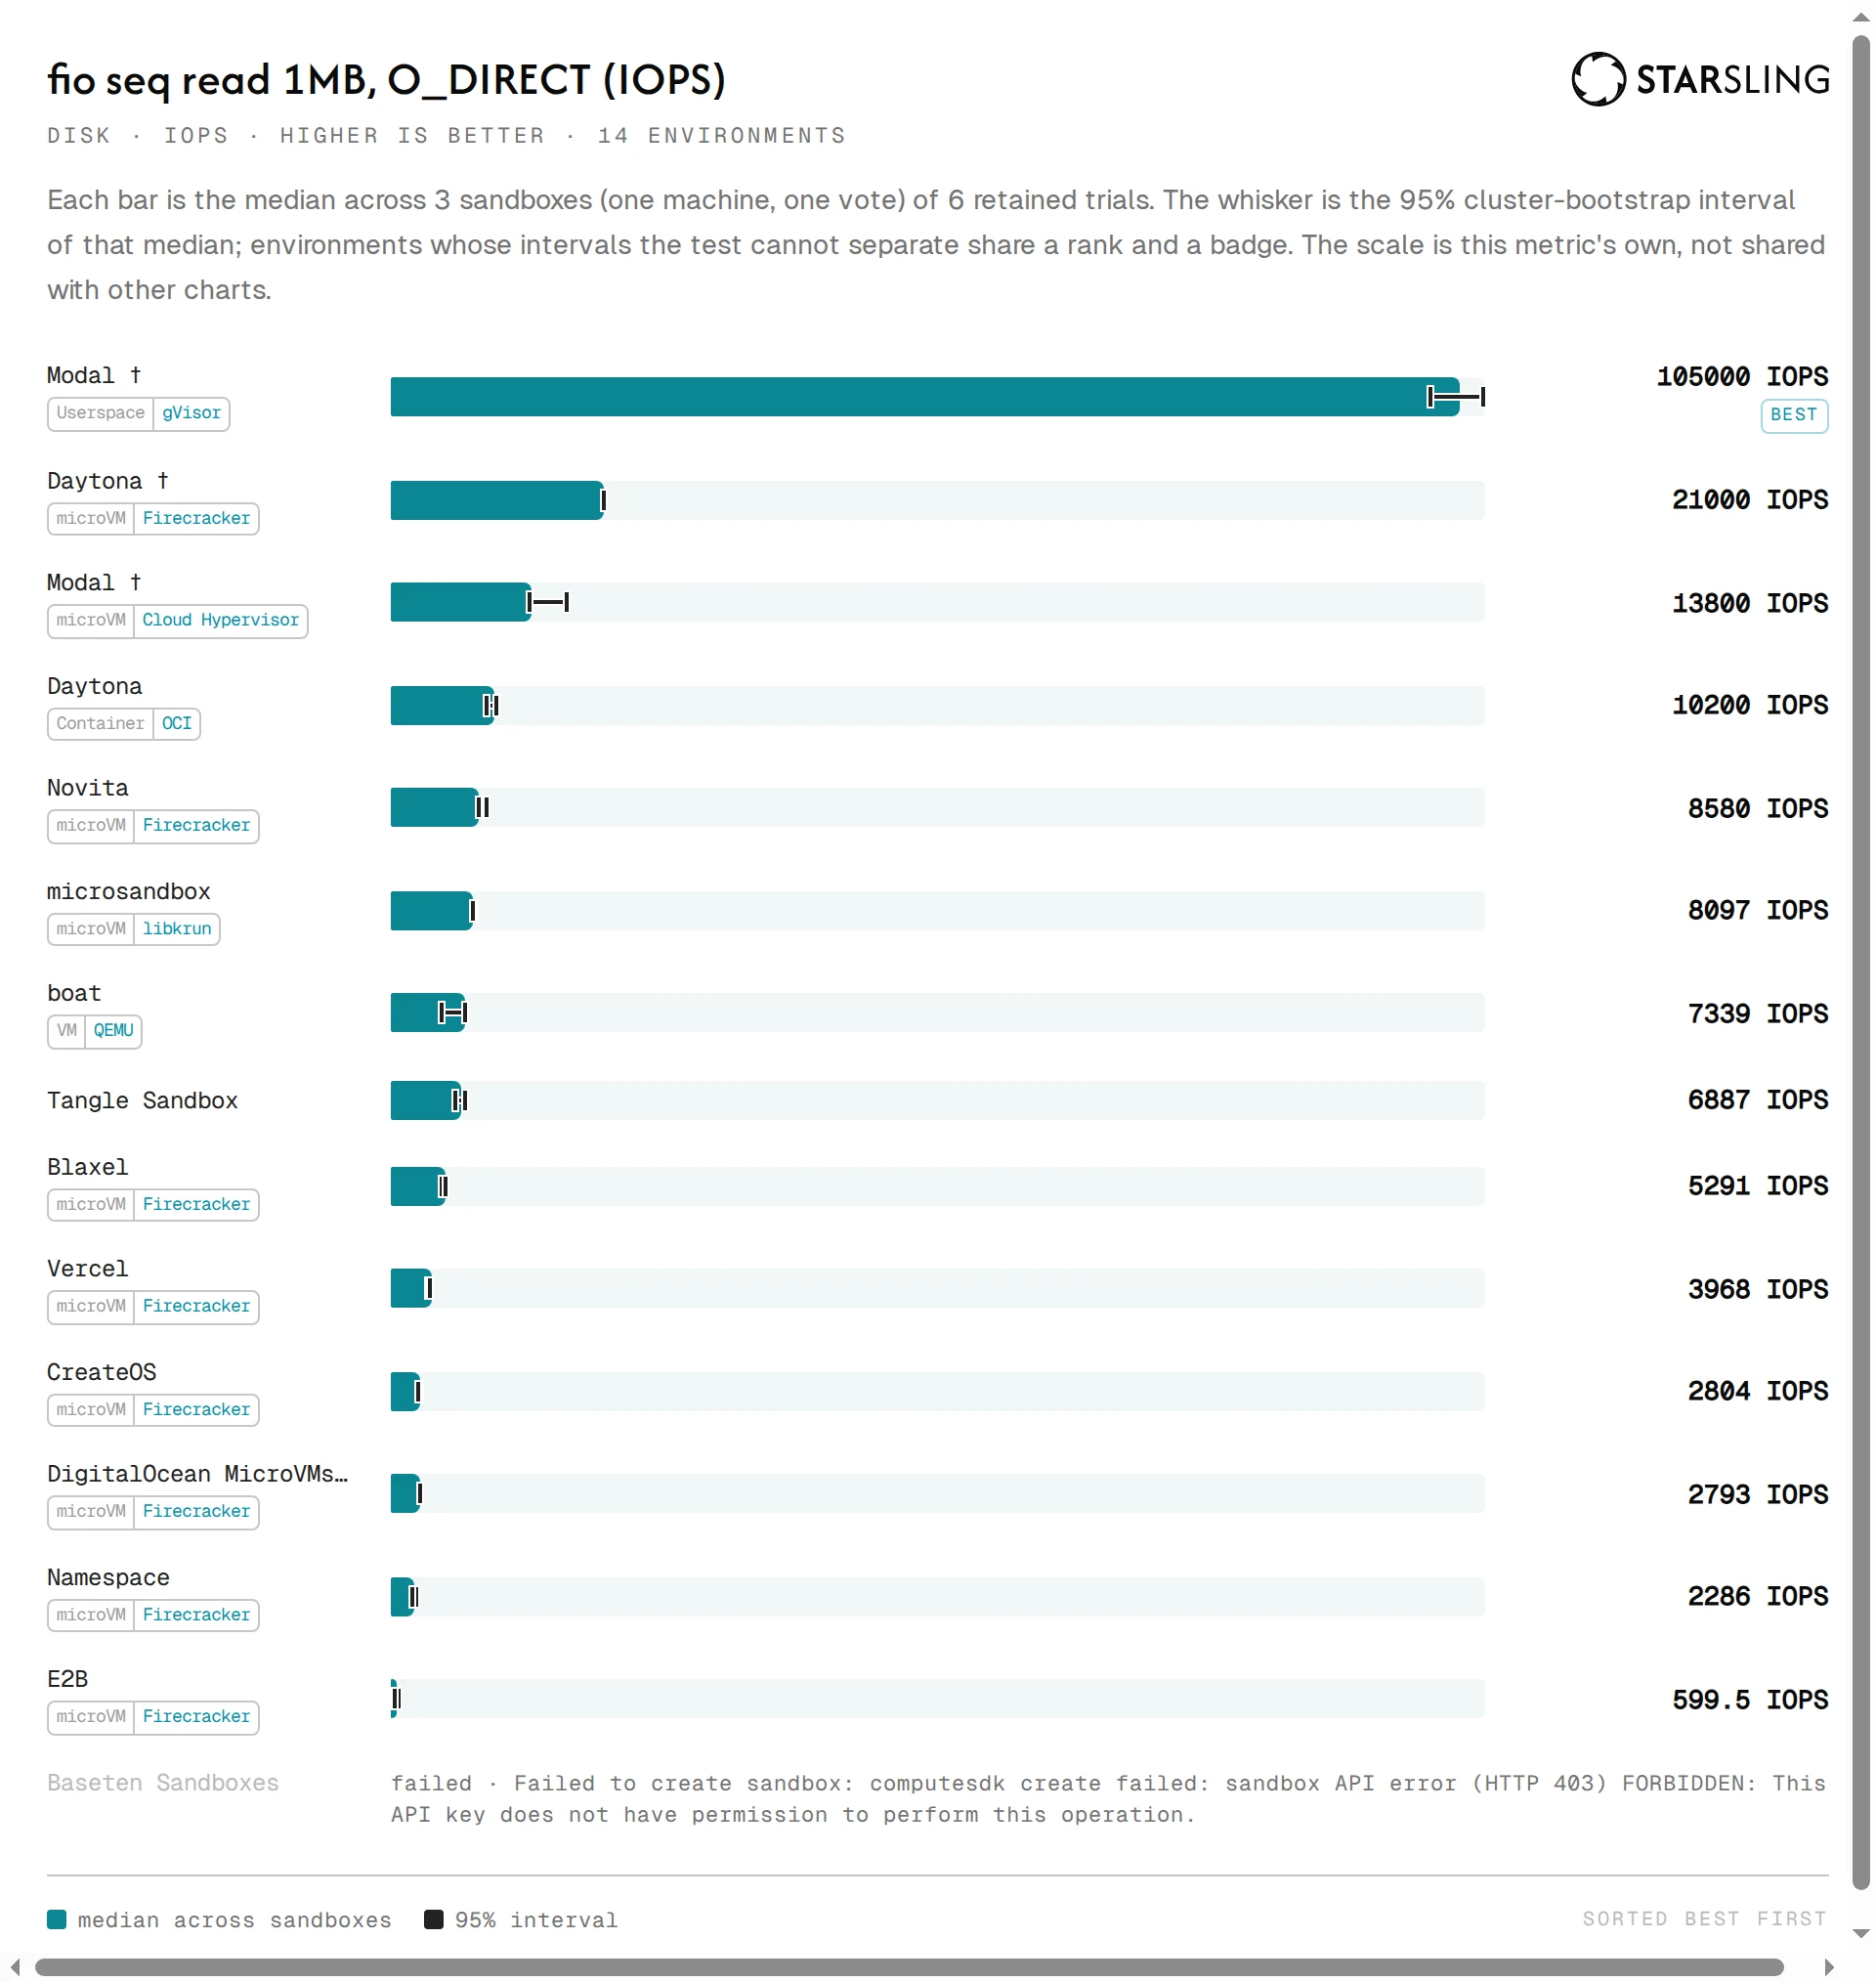 fio seq read 1MB, O_DIRECT (IOPS)
STARSLING
DISK · IOPS · HIGHER IS BETTER · 14 ENVIRONMENTS
Each bar is the median across 3 sandboxes (one machine, one vote) of 6 retained trials. The whisker is the 95% cluster-bootstrap interval
of that median; environments whose intervals the test cannot separate share a rank and a badge. The scale is this metric's own, not shared
with other charts.
Modal †
Userspace gVisor
105000 IOPS
BEST
Daytona †
microVM Firecracker
21000 IOPS
Modal †
microVM Cloud Hypervisor
13800 IOPS
Daytona
Container OCI
10200 IOPS
Novita
microVM Firecracker
8580 IOPS
microsandbox
microVM libkrun
8097 IOPS
boat
VM QEMU
7339 IOPS
Tangle Sandbox
6887 IOPS
Blaxel
microVM Firecracker
5291 IOPS
Vercel
microVM Firecracker
3968 IOPS
CreateOS
microVM Firecracker
2804 IOPS
DigitalOcean MicroVMs…
microVM Firecracker
2793 IOPS
Namespace
microVM Firecracker
2286 IOPS
E2B
microVM Firecracker
599.5 IOPS
Baseten Sandboxes
failed · Failed to create sandbox: computesdk create failed: sandbox API error (HTTP 403) FORBIDDEN: This
API key does not have permission to perform this operation.
median across sandboxes
95% interval
SORTED BEST FIRST